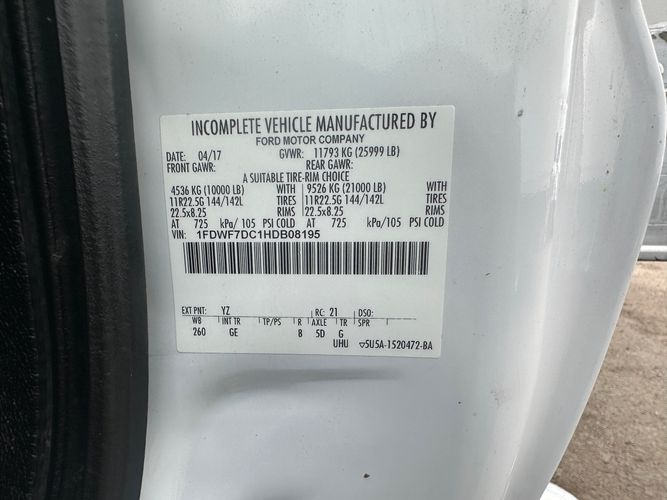 INCOMPLETE VEHICLE MANUFACTURED BY
FORD MOTOR COMPANY
DATE: 04/17 GVWR: 11793 KG (25999 LB)
FRONT GAWR: REAR GAWR:
A SUITABLE TIRE-RIM CHOICE
4536 KG (10000 LB) WITH 9526 KG (21000 LB) WITH
11R22.5G 144/142L TIRES 11R22.5G 144/142L TIRES
22.5x8.25 RIMS 22.5x8.25 RIMS
AT 725 kPa/ 105 PSI COLD AT 725 kPa/ 105 PSI COLD
VIN: 1FDWF7DC1HDB08195
EXT PNT: YZ RC: 21 DSO:
WB INT TR TP/PS R AXLE TR SPR
260 GE 8 5D G
UHU ▽5U5A-1520472-BA